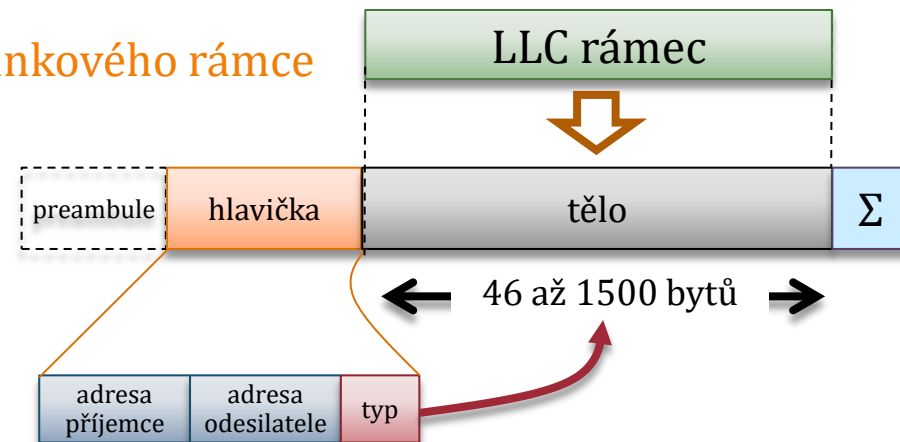 nkového rámce
LLC rámec
preambule
hlavička
tělo
Σ
46 až 1500 bytů
adresa
příjemce
adresa
odesilatele
typ